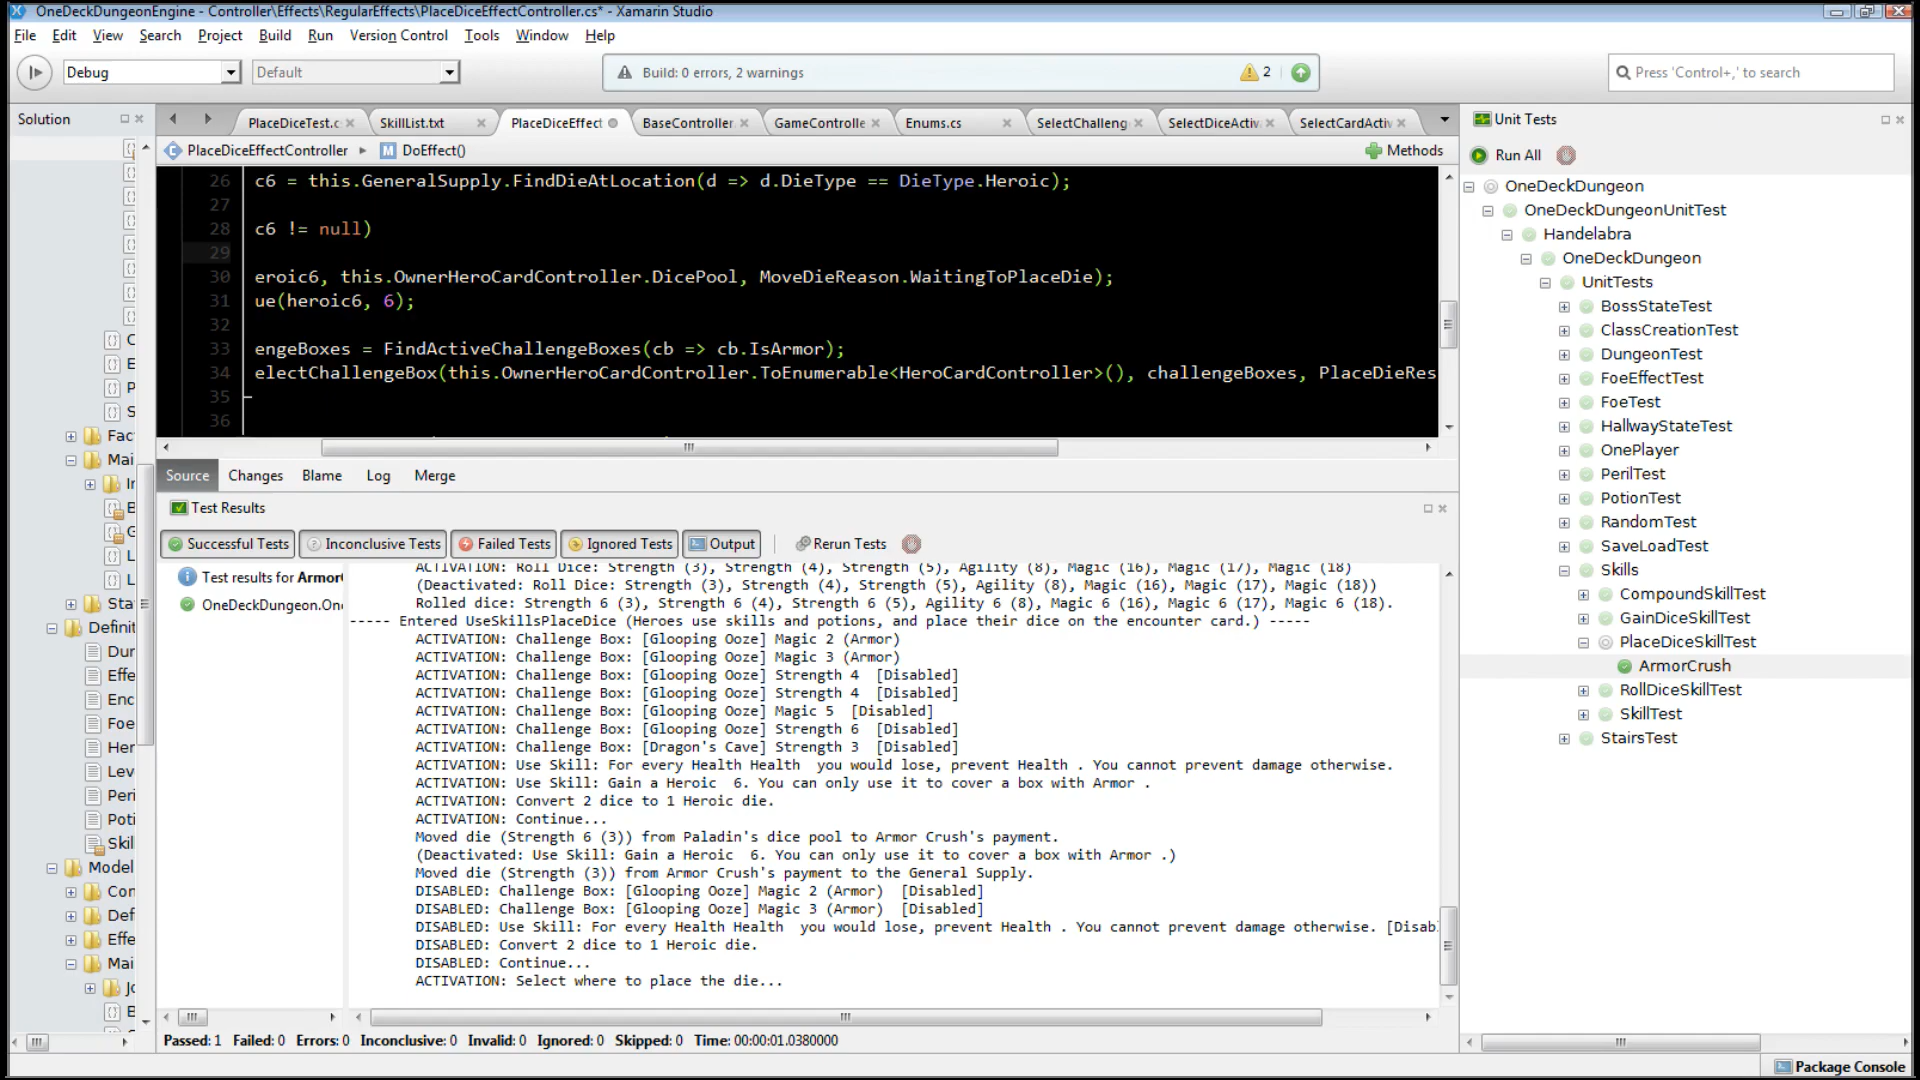 OneDeckDungeonEngine - Controller\Effects\RegularEffects\PlaceDiceEffectController.cs* - Xamarin Studio
File Edit View Search Project Build Run Version Control Tools Window Help
Debug Default Build: 0 errors, 2 warnings 2 Press 'Control+,' to search
Solution PlaceDiceTest.c SkillList.txt PlaceDiceEffect BaseController. GameControlle Enums.cs SelectChalleng SelectDiceActiv SelectCardActiv Unit Tests
PlaceDiceEffectController DoEffect() Methods Run All
26 c6 = this.GeneralSupply.FindDieAtLocation(d => d.DieType == DieType.Heroic);
27
28 c6 != null)
29
30 eroic6, this.OwnerHeroCardController.DicePool, MoveDieReason.WaitingToPlaceDie);
31 ue(heroic6, 6);
32
33 engeBoxes = FindActiveChallengeBoxes(cb => cb.IsArmor);
34 electChallengeBox(this.OwnerHeroCardController.ToEnumerable<HeroCardController>(), challengeBoxes, PlaceDieRes
35
36
Source Changes Blame Log Merge
Test Results
Successful Tests Inconclusive Tests Failed Tests Ignored Tests Output Rerun Tests
Test results for Armor
OneDeckDungeon.One
ACTIVATION: Roll Dice: Strength (3), Strength (4), Strength (5), Agility (8), Magic (16), Magic (17), Magic (18)
(Deactivated: Roll Dice: Strength (3), Strength (4), Strength (5), Agility (8), Magic (16), Magic (17), Magic (18))
Rolled dice: Strength 6 (3), Strength 6 (4), Strength 6 (5), Agility 6 (8), Magic 6 (16), Magic 6 (17), Magic 6 (18).
----- Entered UseSkillsPlaceDice (Heroes use skills and potions, and place their dice on the encounter card.) -----
ACTIVATION: Challenge Box: [Glooping Ooze] Magic 2 (Armor)
ACTIVATION: Challenge Box: [Glooping Ooze] Magic 3 (Armor)
ACTIVATION: Challenge Box: [Glooping Ooze] Strength 4 [Disabled]
ACTIVATION: Challenge Box: [Glooping Ooze] Strength 4 [Disabled]
ACTIVATION: Challenge Box: [Glooping Ooze] Magic 5 [Disabled]
ACTIVATION: Challenge Box: [Glooping Ooze] Strength 6 [Disabled]
ACTIVATION: Challenge Box: [Dragon's Cave] Strength 3 [Disabled]
ACTIVATION: Use Skill: For every Health Health you would lose, prevent Health . You cannot prevent damage otherwise.
ACTIVATION: Use Skill: Gain a Heroic 6. You can only use it to cover a box with Armor .
ACTIVATION: Convert 2 dice to 1 Heroic die.
ACTIVATION: Continue...
Moved die (Strength 6 (3)) from Paladin's dice pool to Armor Crush's payment.
(Deactivated: Use Skill: Gain a Heroic 6. You can only use it to cover a box with Armor .)
Moved die (Strength (3)) from Armor Crush's payment to the General Supply.
DISABLED: Challenge Box: [Glooping Ooze] Magic 2 (Armor) [Disabled]
DISABLED: Challenge Box: [Glooping Ooze] Magic 3 (Armor) [Disabled]
DISABLED: Use Skill: For every Health Health you would lose, prevent Health . You cannot prevent damage otherwise. [Disab
DISABLED: Convert 2 dice to 1 Heroic die.
DISABLED: Continue...
ACTIVATION: Select where to place the die...
Passed: 1 Failed: 0 Errors: 0 Inconclusive: 0 Invalid: 0 Ignored: 0 Skipped: 0 Time: 00:00:01.0380000
C
E
P
S
Fac
Mai
Ir
B
G
L
L
Sta
Definit
Dur
Effe
Enc
Foe
Her
Lev
Peri
Poti
Skil
Model
Con
Def
Effe
Mai
Jo
B
OneDeckDungeon
OneDeckDungeonUnitTest
Handelabra
OneDeckDungeon
UnitTests
BossStateTest
ClassCreationTest
DungeonTest
FoeEffectTest
FoeTest
HallwayStateTest
OnePlayer
PerilTest
PotionTest
RandomTest
SaveLoadTest
Skills
CompoundSkillTest
GainDiceSkillTest
PlaceDiceSkillTest
ArmorCrush
RollDiceSkillTest
SkillTest
StairsTest
Package Console